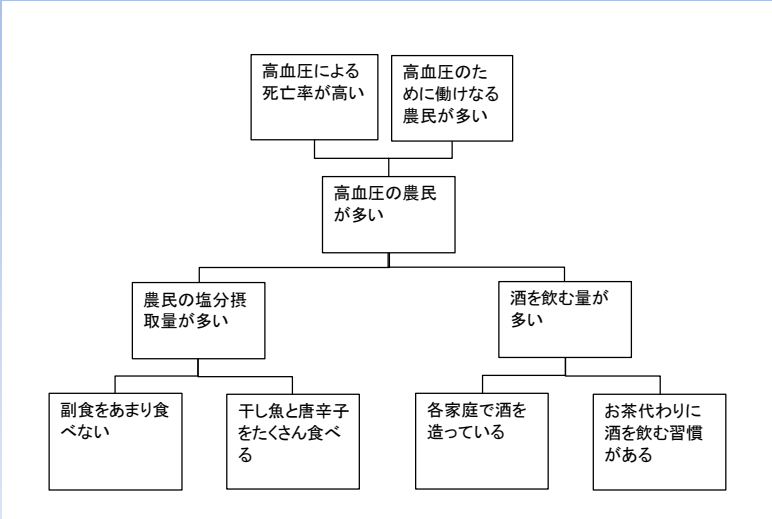 高血圧による
死亡率が高い
高血圧のた
めに働けなる
農民が多い
高血圧の農民
が多い
農民の塩分摂
取量が多い
酒を飲む量が
多い
副食をあまり食
べない
干し魚と唐辛子
をたくさん食べ
る
各家庭で酒を
造っている
お茶代わりに
酒を飲む習慣
がある